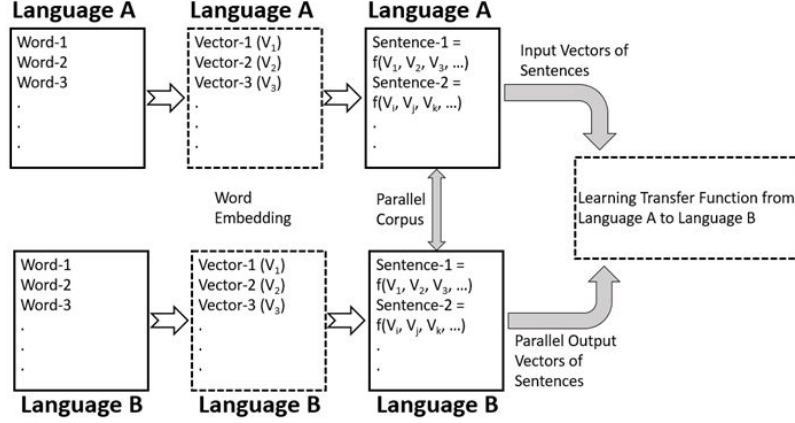 Language A
Language A
Language A
Word-1
Word-2
Word-3
.
.
.
Vector-1 (V₁)
Vector-2 (V₂)
Vector-3 (V₃)
.
.
.
Sentence-1 =
f(V₁, V₂, V₃, ...)
Sentence-2 =
f(Vᵢ, Vⱼ, Vₖ, ...)
.
.
Input Vectors of
Sentences
Word
Embedding
Parallel
Corpus
Learning Transfer Function from
Language A to Language B
Word-1
Word-2
Word-3
.
.
.
Vector-1 (V₁)
Vector-2 (V₂)
Vector-3 (V₃)
.
.
.
Sentence-1 =
f(V₁, V₂, V₃, ...)
Sentence-2 =
f(Vᵢ, Vⱼ, Vₖ, ...)
.
.
Parallel Output
Vectors of
Sentences
Language B
Language B
Language B